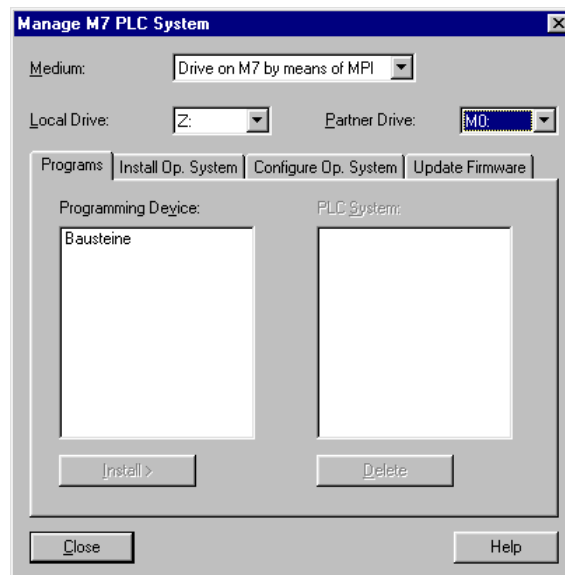 Manage M7 PLC System
Medium: Drive on M7 by means of MPI
Local Drive: Z: Partner Drive: M0:
Programs Install Op. System Configure Op. System Update Firmware
Programming Device: PLC System:
Bausteine
Install > Delete
Close Help